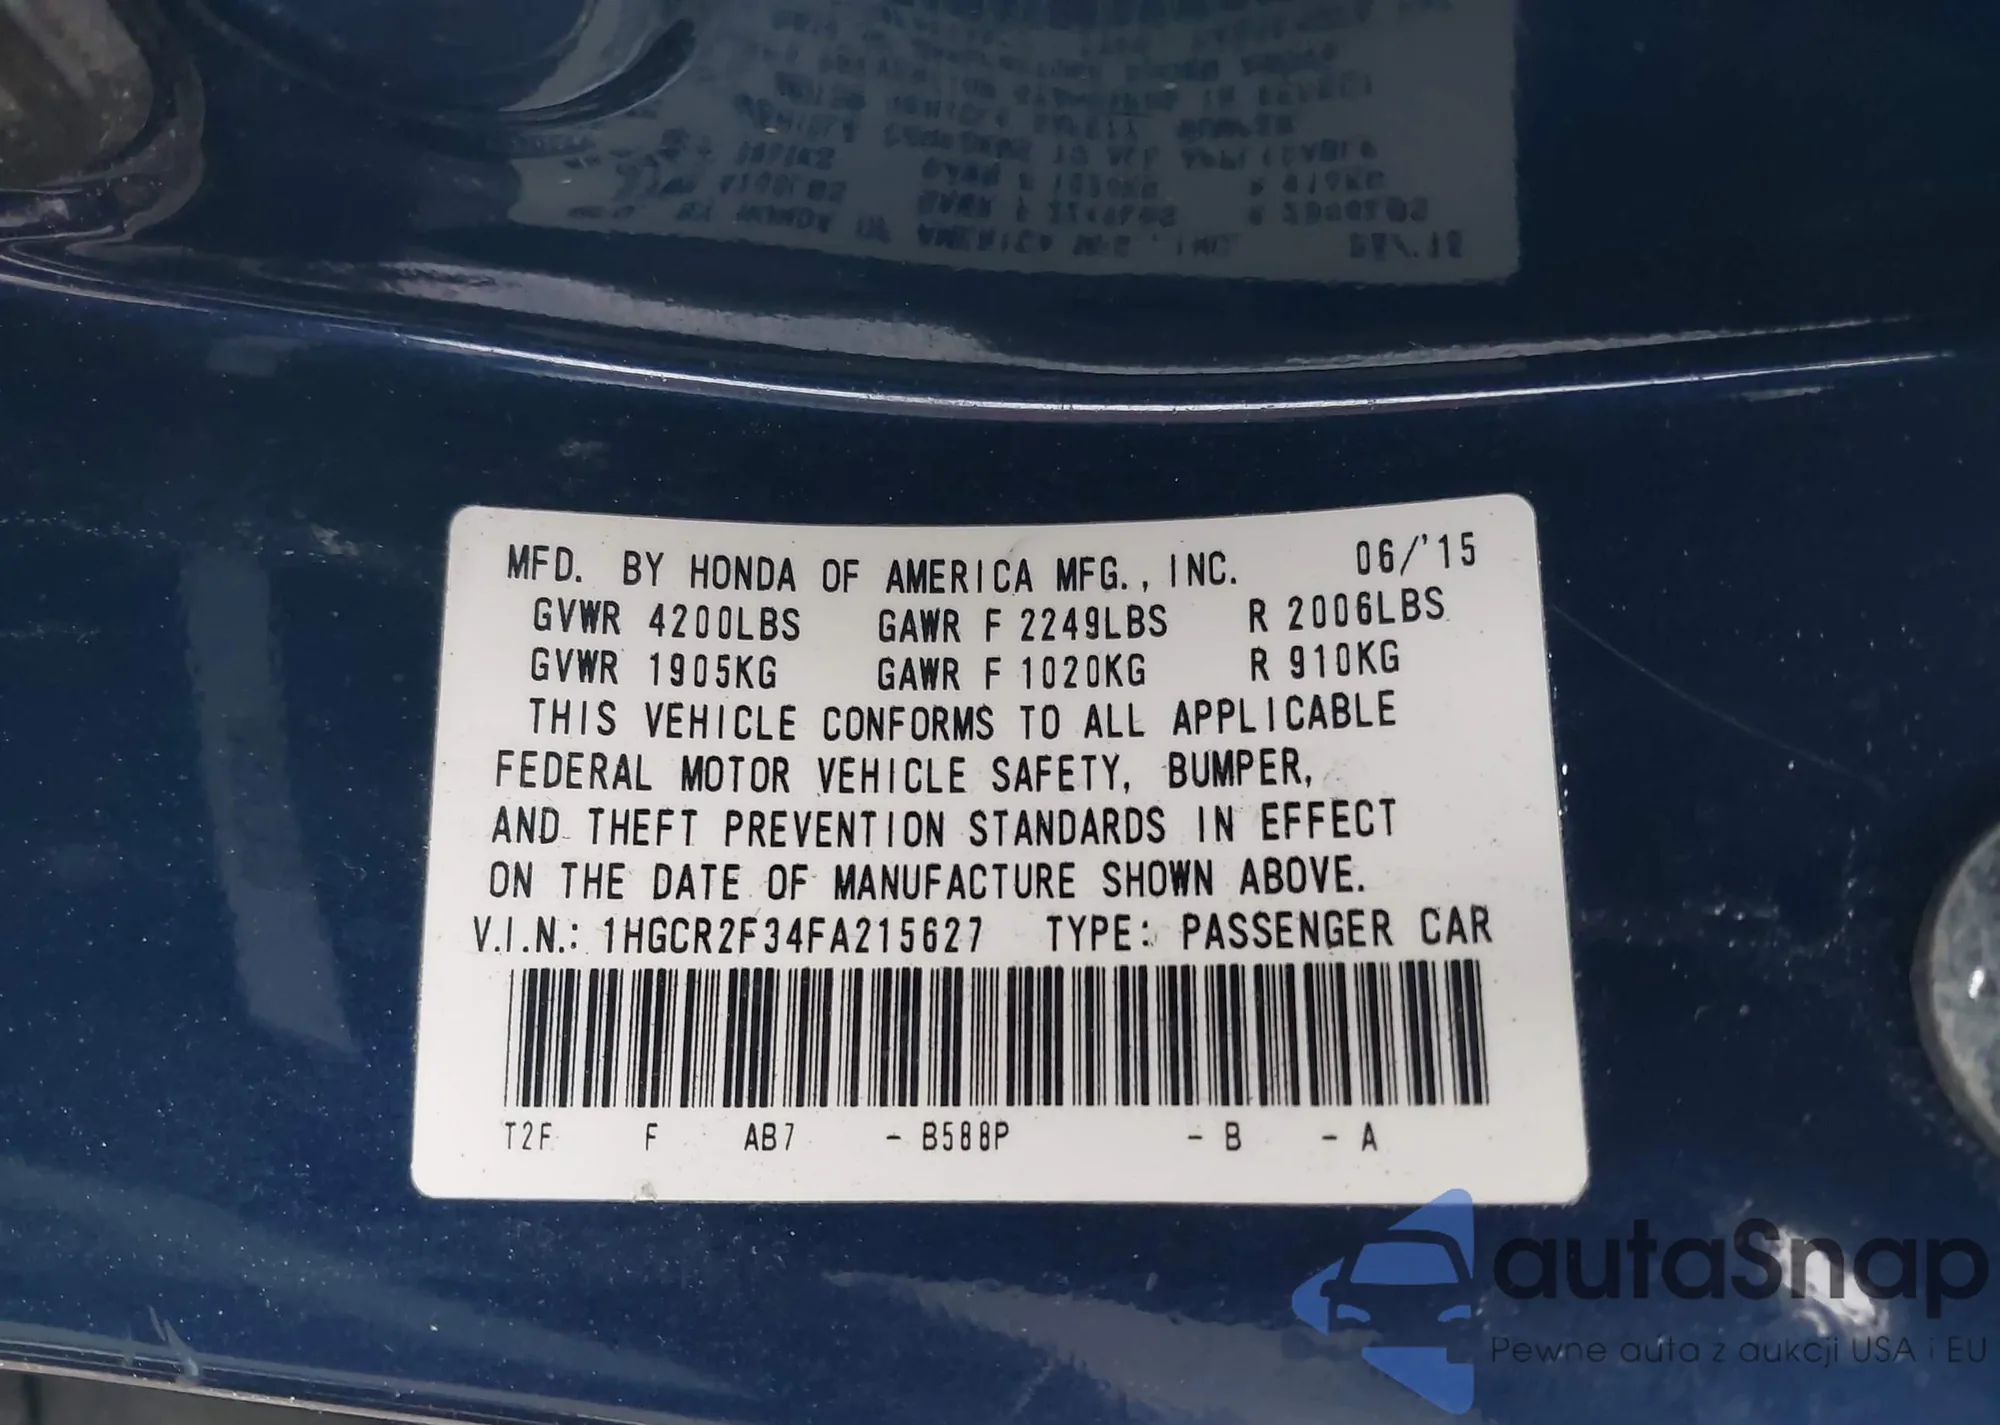 MFD. BY HONDA OF AMERICA MFG., INC. 06/'15
GVWR 4200LBS GAWR F 2249LBS R 2006LBS
GVWR 1905KG GAWR F 1020KG R 910KG
THIS VEHICLE CONFORMS TO ALL APPLICABLE
FEDERAL MOTOR VEHICLE SAFETY, BUMPER,
AND THEFT PREVENTION STANDARDS IN EFFECT
ON THE DATE OF MANUFACTURE SHOWN ABOVE.
V.I.N.: 1HGCR2F34FA215627 TYPE: PASSENGER CAR
T2F F AB7 - B588P - B - A
autaSnap
Pewne auta z aukcji USA i EU